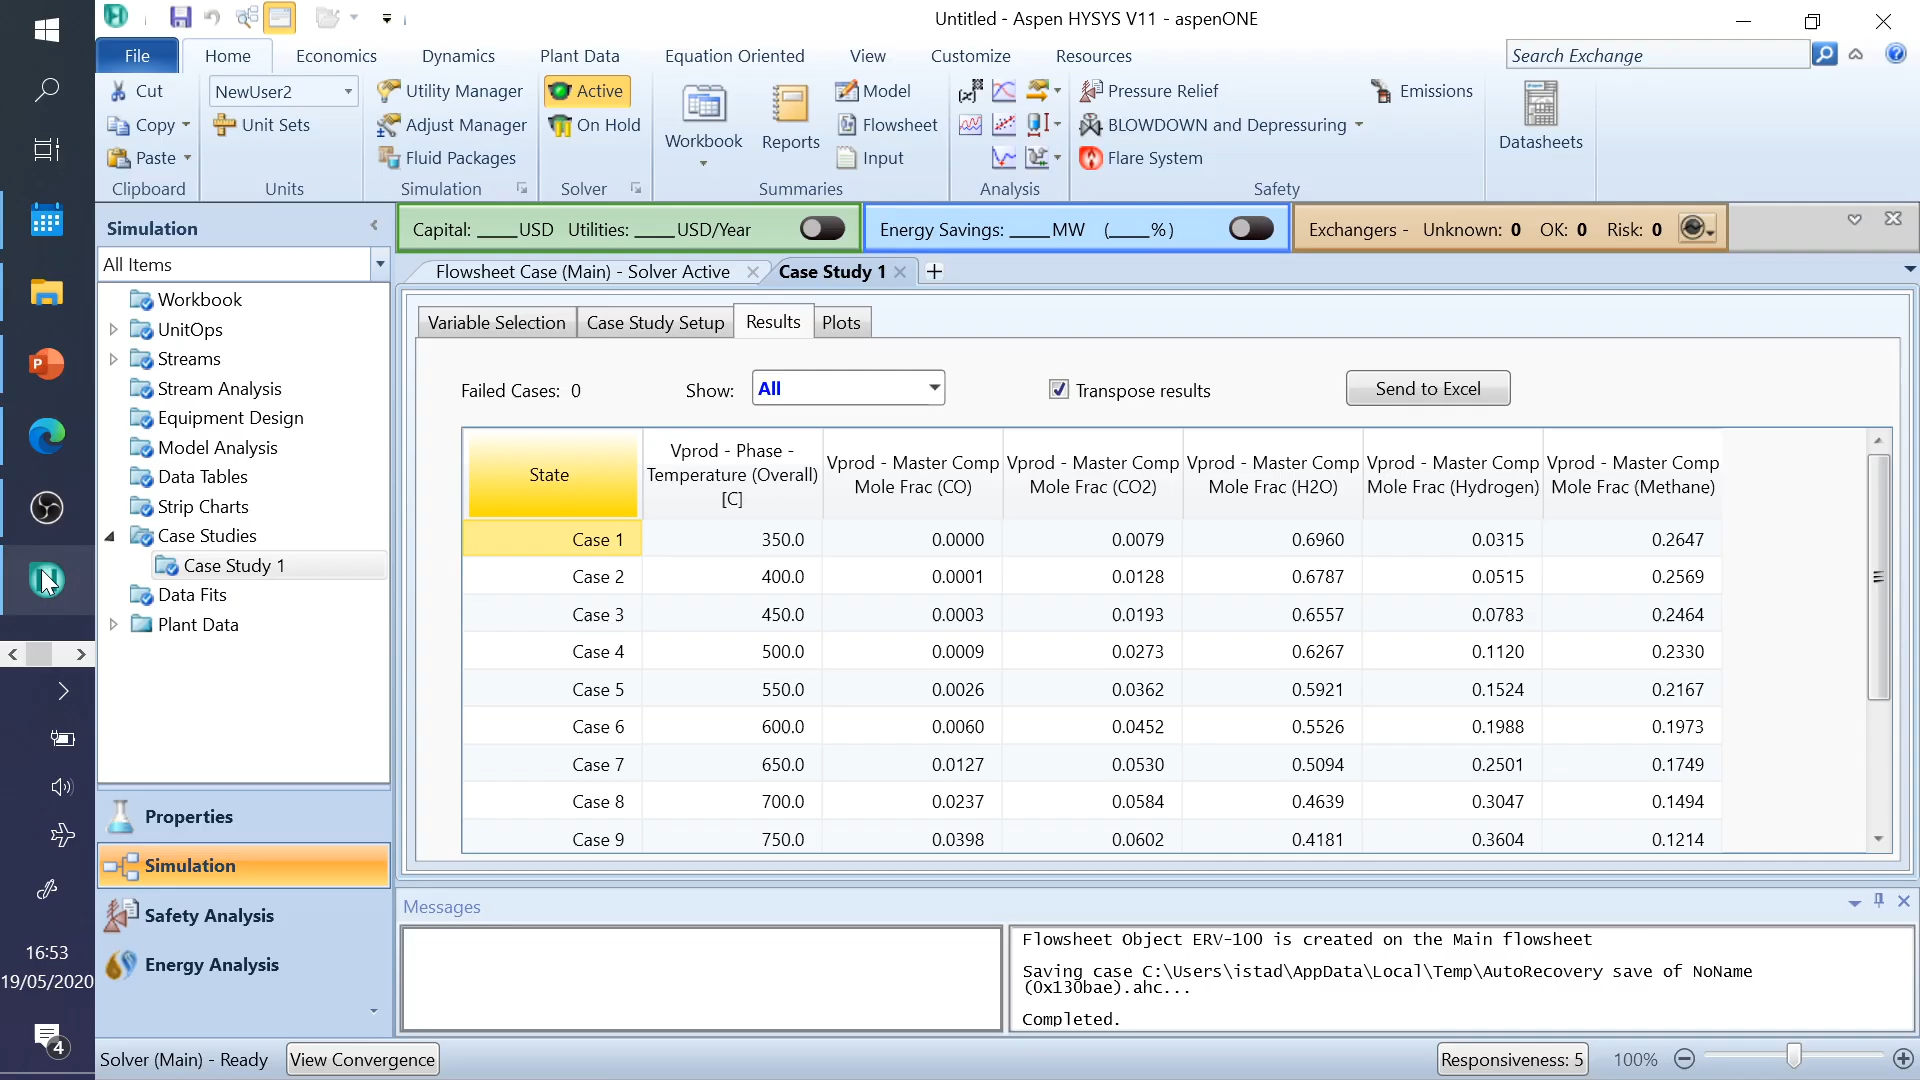 Untitled - Aspen HYSYS V11 - aspenONE
File Home Economics Dynamics Plant Data Equation Oriented View Customize Resources Search Exchange
Cut NewUser2 Utility Manager Active Model Pressure Relief Emissions
Copy Unit Sets Adjust Manager On Hold Workbook Reports Flowsheet BLOWDOWN and Depressuring Datasheets
Paste Fluid Packages Input Flare System
Clipboard Units Simulation Solver Summaries Analysis Safety
Simulation
Capital: ____USD Utilities: ____USD/Year Energy Savings: ____MW (____%) Exchangers - Unknown: 0 OK: 0 Risk: 0
All Items
Flowsheet Case (Main) - Solver Active Case Study 1
Workbook
UnitOps
Streams
Stream Analysis
Equipment Design
Model Analysis
Data Tables
Strip Charts
Case Studies
Case Study 1
Data Fits
Plant Data
Variable Selection Case Study Setup Results Plots
Failed Cases: 0 Show: All Transpose results Send to Excel
State
Vprod - Phase -
Temperature (Overall)
[C]
Vprod - Master Comp
Mole Frac (CO)
Vprod - Master Comp
Mole Frac (CO2)
Vprod - Master Comp
Mole Frac (H2O)
Vprod - Master Comp
Mole Frac (Hydrogen)
Vprod - Master Comp
Mole Frac (Methane)
Case 1 350.0 0.0000 0.0079 0.6960 0.0315 0.2647
Case 2 400.0 0.0001 0.0128 0.6787 0.0515 0.2569
Case 3 450.0 0.0003 0.0193 0.6557 0.0783 0.2464
Case 4 500.0 0.0009 0.0273 0.6267 0.1120 0.2330
Case 5 550.0 0.0026 0.0362 0.5921 0.1524 0.2167
Case 6 600.0 0.0060 0.0452 0.5526 0.1988 0.1973
Case 7 650.0 0.0127 0.0530 0.5094 0.2501 0.1749
Case 8 700.0 0.0237 0.0584 0.4639 0.3047 0.1494
Case 9 750.0 0.0398 0.0602 0.4181 0.3604 0.1214
Properties
Simulation
Safety Analysis
Energy Analysis
Messages
Flowsheet Object ERV-100 is created on the Main flowsheet
Saving case C:\Users\istad\AppData\Local\Temp\AutoRecovery save of NoName
(0x130bae).ahc...
Completed.
16:53
19/05/2020
4
Solver (Main) - Ready View Convergence Responsiveness: 5 100%